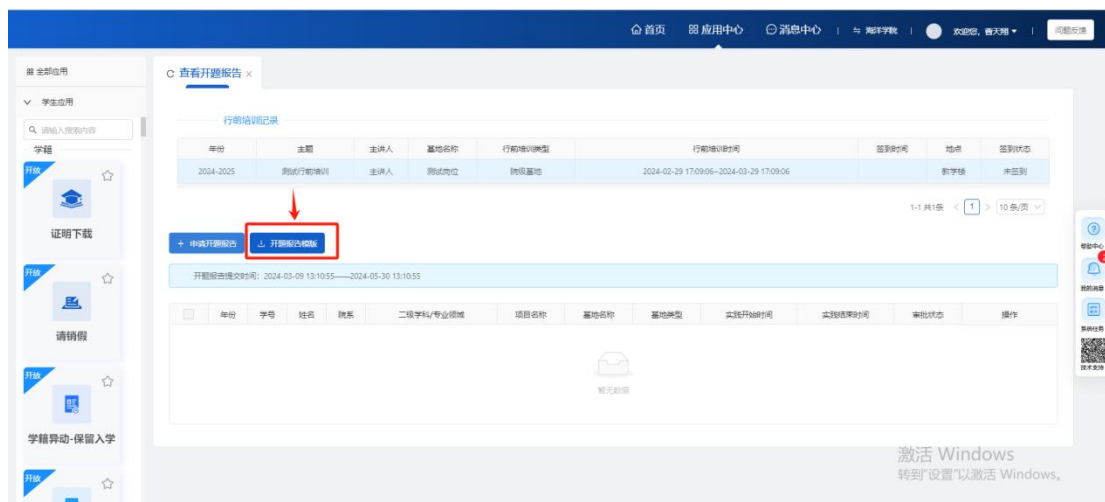 首页 应用中心 消息中心 海洋学院 欢迎您, 曹天翔 问题反馈
全部应用
查看开题报告 ×
学生应用
请输入搜索内容
学籍
行前培训记录
年份 主题 主讲人 基地名称 行前培训类型 行前培训时间 签到时间 地点 签到状态
2024-2025 测试行前培训 主讲人 测试岗位 院级基地 2024-02-29 17:09:06~2024-03-29 17:09:06 教学楼 未签到
1-1 共1条 < 1 > 10 条/页
开放
证明下载
+ 申请开题报告 开题报告模版
开题报告提交时间: 2024-03-09 13:10:55——2024-05-30 13:10:55
年份 学号 姓名 院系 二级学科/专业领域 项目名称 基地名称 基地类型 实践开始时间 实践结束时间 审批状态 操作
暂无数据
开放
请销假
开放
学籍异动-保留入学
开放
帮助中心
2
我的消息
系统任务
技术支持
激活 Windows
转到"设置"以激活 Windows。